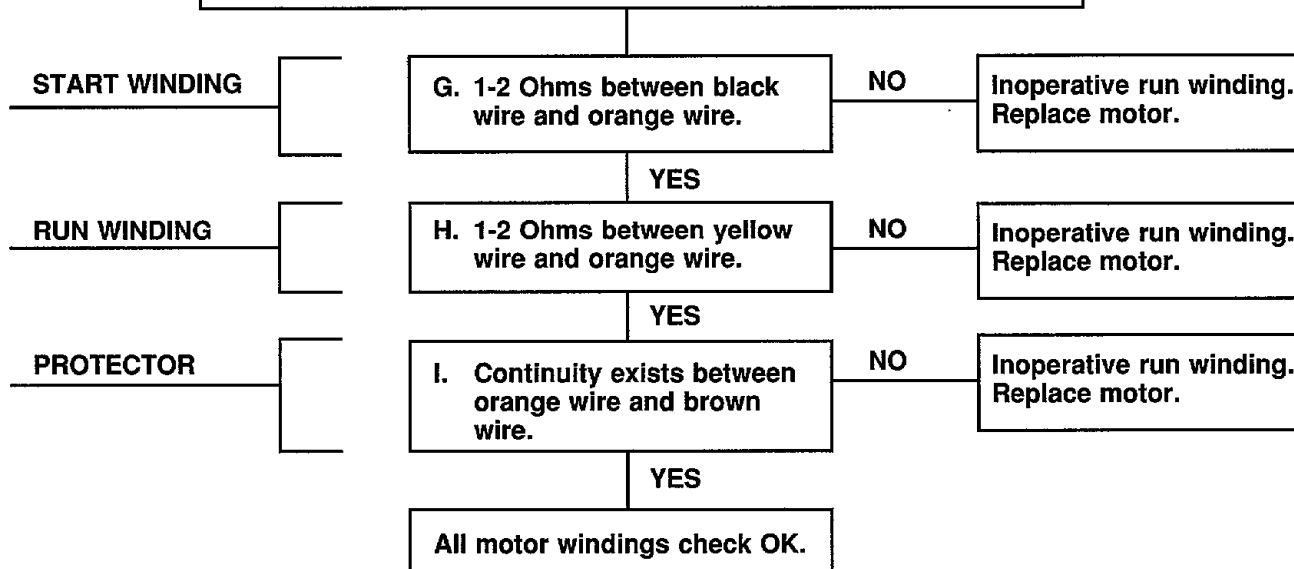 START WINDING
G. 1-2 Ohms between black
wire and orange wire.
NO
Inoperative run winding.
Replace motor.
YES
RUN WINDING
H. 1-2 Ohms between yellow
wire and orange wire.
NO
Inoperative run winding.
Replace motor.
YES
PROTECTOR
I. Continuity exists between
orange wire and brown
wire.
NO
Inoperative run winding.
Replace motor.
YES
All motor windings check OK.